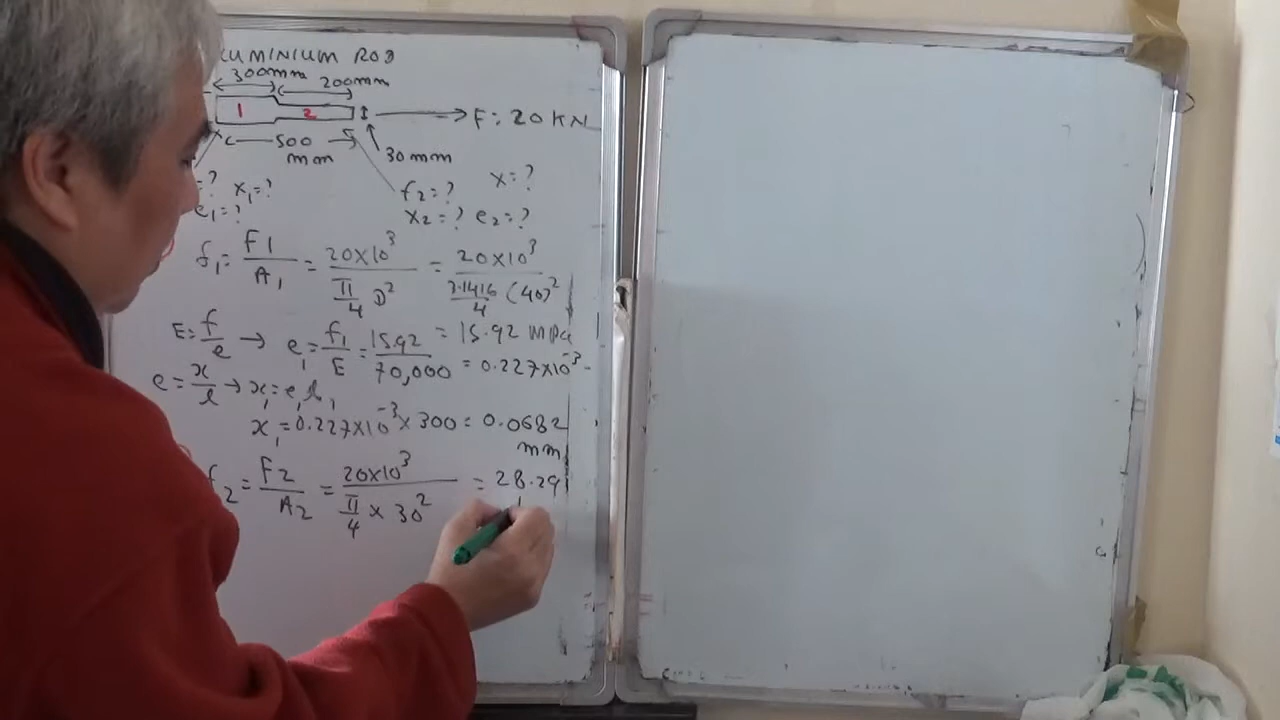 LUMINIUM ROD
300mm 200mm
1 2 F: 20 KN
500
mm 30 mm
=? x₁=? f₂=? x=?
e₁=? x₂=? e₂=?
f₁= F1/A₁ = 20x10³/(π/4 D²) = 20x10³/(3.1416/4 (40)²)
E=f/e → e₁=f₁/E = 15.92/70,000 = 15.92 mpa
= 0.227x10⁻³
e=x/l → x₁=e₁l₁
x₁=0.227x10⁻³x 300= 0.0682
mm
f₂= F2/A₂ = 20x10³/(π/4 x 30²) = 28.29